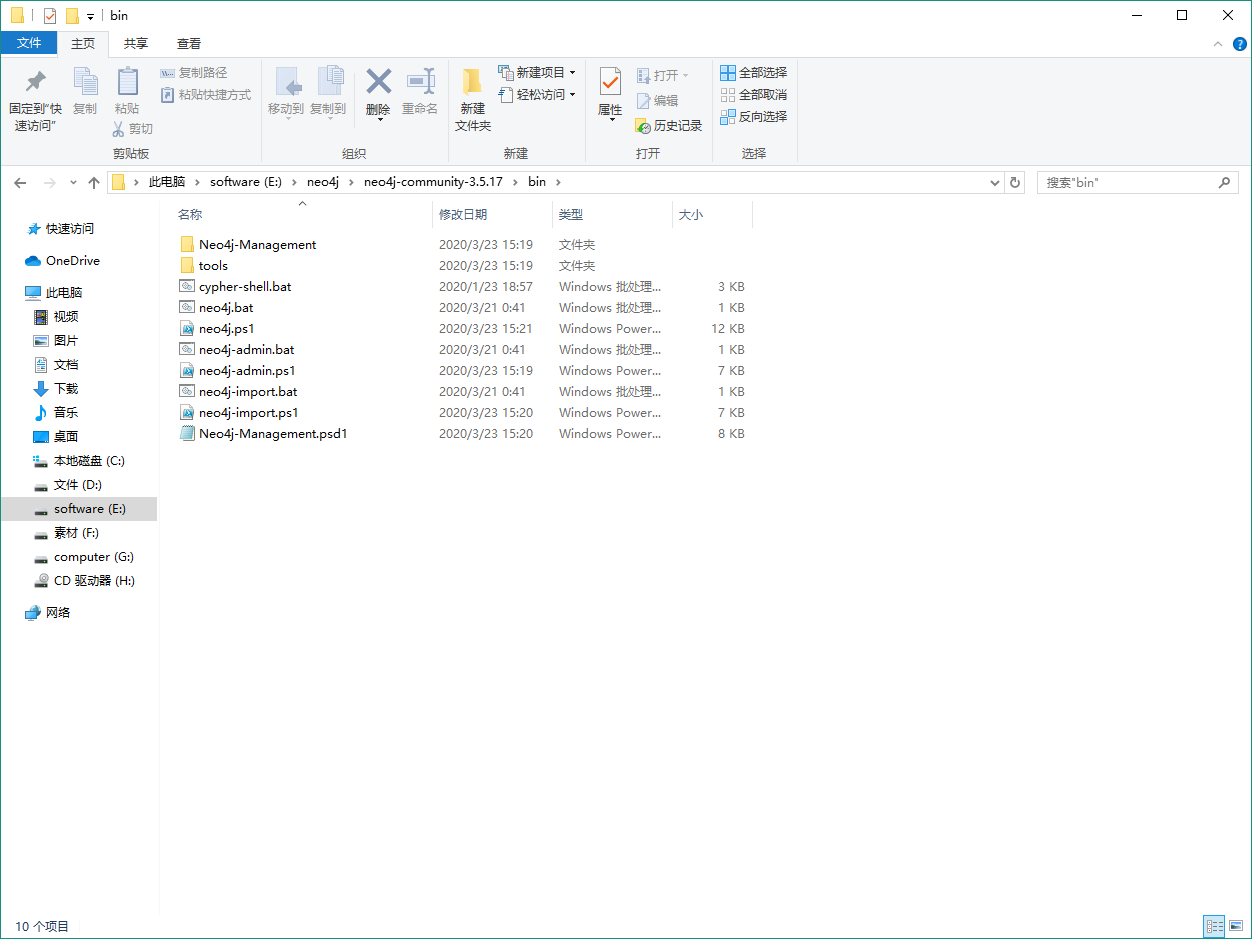 bin
文件 主页 共享 查看
固定到“快速访问”
复制
粘贴
复制路径
粘贴快捷方式
剪切
剪贴板
移动到
复制到
删除
重命名
组织
新建文件夹
新建项目
轻松访问
新建
属性
打开
编辑
历史记录
打开
全部选择
全部取消
反向选择
选择
此电脑 software (E:) neo4j neo4j-community-3.5.17 bin
搜索"bin"
快速访问
OneDrive
此电脑
视频
图片
文档
下载
音乐
桌面
本地磁盘 (C:)
文件 (D:)
software (E:)
素材 (F:)
computer (G:)
CD 驱动器 (H:)
网络
名称 修改日期 类型 大小
Neo4j-Management 2020/3/23 15:19 文件夹
tools 2020/3/23 15:19 文件夹
cypher-shell.bat 2020/1/23 18:57 Windows 批处理... 3 KB
neo4j.bat 2020/3/21 0:41 Windows 批处理... 1 KB
neo4j.ps1 2020/3/23 15:21 Windows Power... 12 KB
neo4j-admin.bat 2020/3/21 0:41 Windows 批处理... 1 KB
neo4j-admin.ps1 2020/3/23 15:19 Windows Power... 7 KB
neo4j-import.bat 2020/3/21 0:41 Windows 批处理... 1 KB
neo4j-import.ps1 2020/3/23 15:20 Windows Power... 7 KB
Neo4j-Management.psd1 2020/3/23 15:20 Windows Power... 8 KB
10 个项目